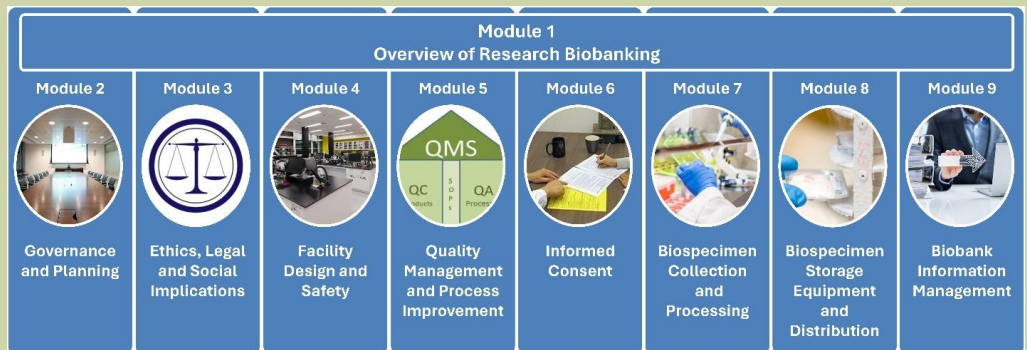 Module 1
Overview of Research Biobanking
Module 2
Governance
and Planning
Module 3
Ethics, Legal
and Social
Implications
Module 4
Facility
Design and
Safety
Module 5
QMS
QC
SOPs
QA
Quality
Management
and Process
Improvement
Module 6
Informed
Consent
Module 7
Biospecimen
Collection
and
Processing
Module 8
Biospecimen
Storage
Equipment
and
Distribution
Module 9
Biobank
Information
Management